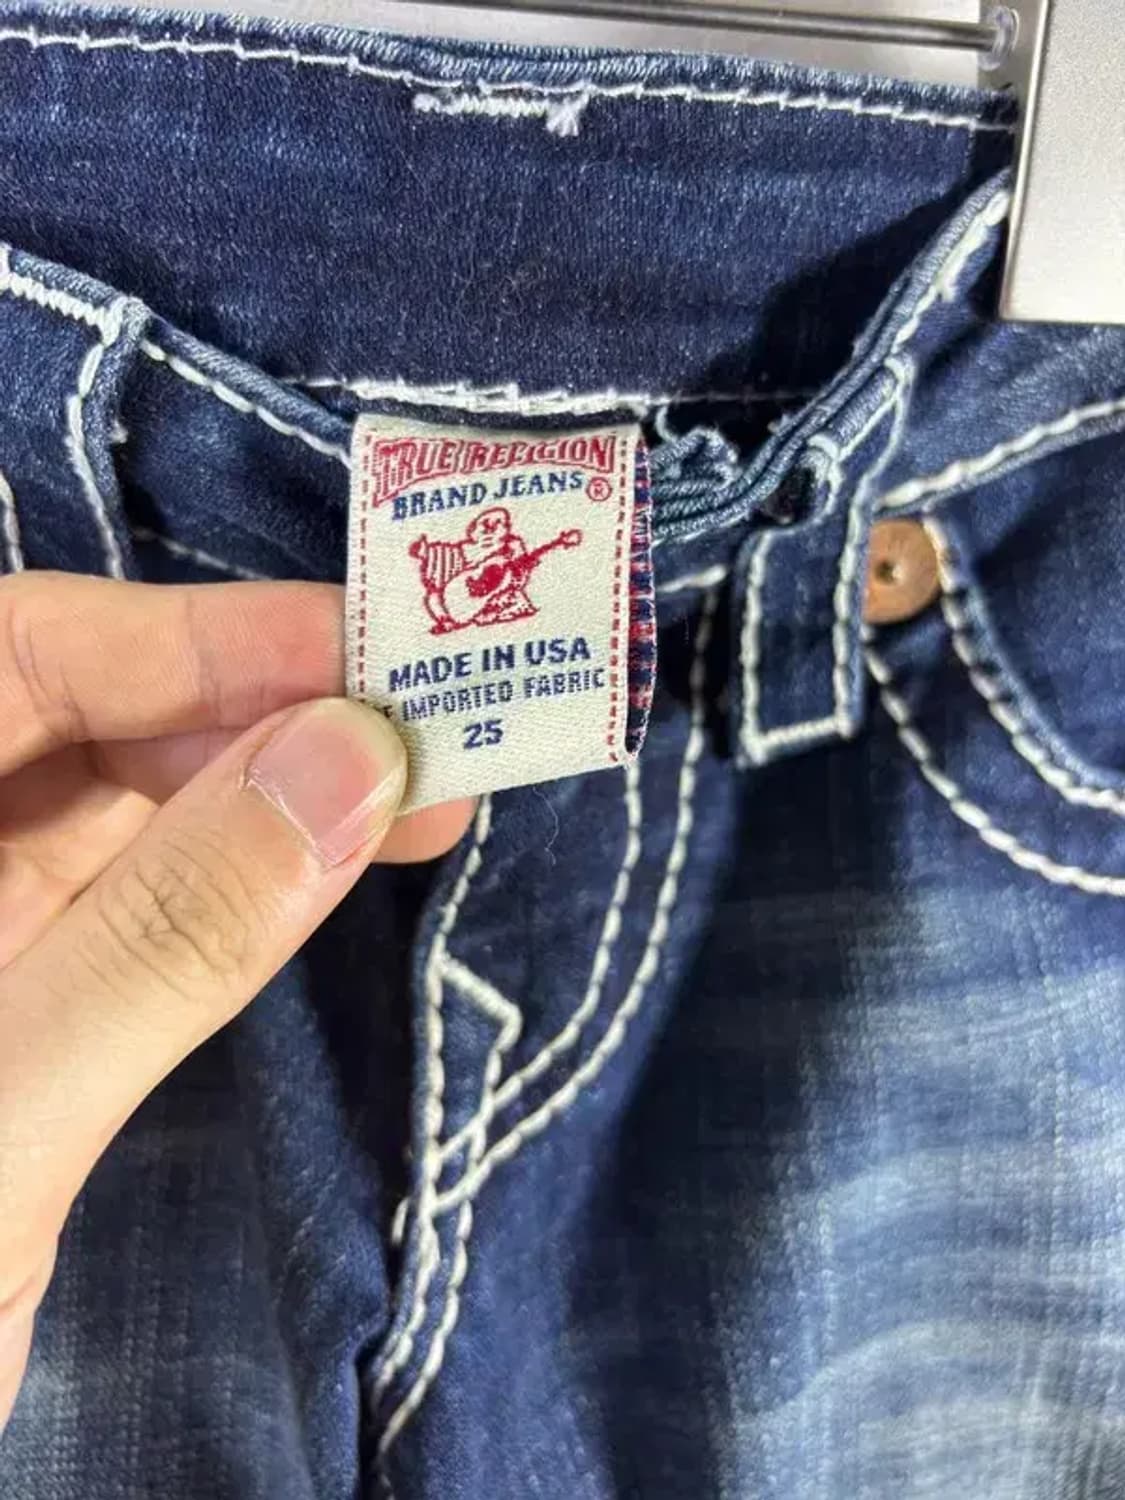 TRUE RELIGION
BRAND JEANS®
MADE IN USA
IMPORTED FABRIC
25